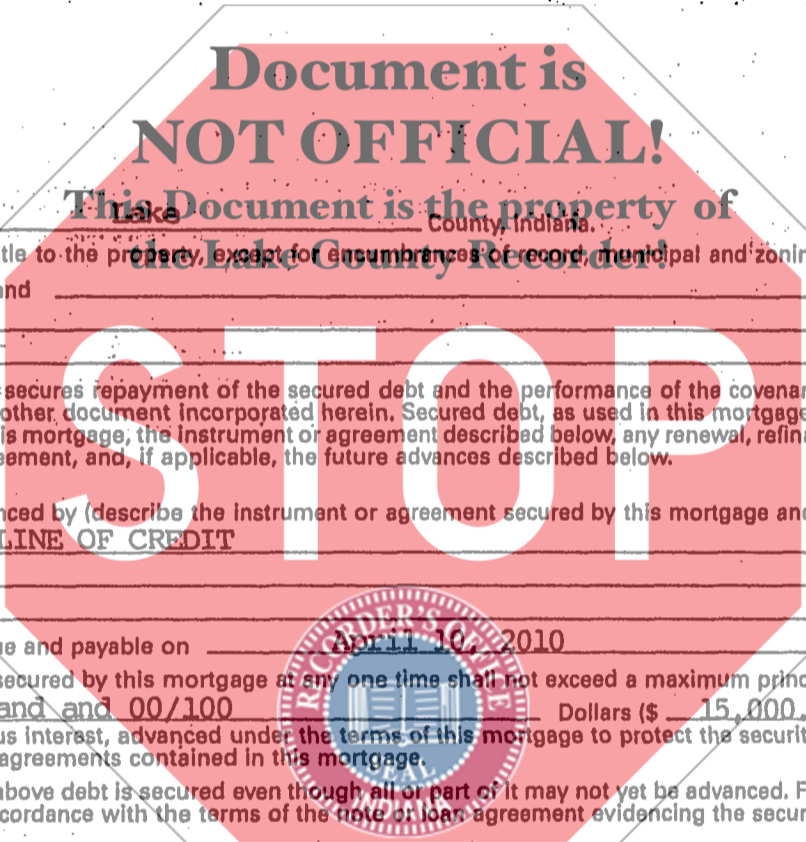 Document is
NOT OFFICIAL!
This Document is the property of
the Lake County Recorder!
Lake County, Indiana.
tle to the property, except for encumbrances of record, municipal and zonin
and
STOP
secures repayment of the secured debt and the performance of the covenan
other document incorporated herein. Secured debt, as used in this mortgage
is mortgage, the instrument or agreement described below, any renewal, refin
eement, and, if applicable, the future advances described below.
nced by (describe the instrument or agreement secured by this mortgage and
LINE OF CREDIT
e and payable on April 10, 2010
secured by this mortgage at any one time shall not exceed a maximum princ
and and 00/100 Dollars ($ 15,000.
us interest, advanced under the terms of this mortgage to protect the securit
agreements contained in this mortgage.
above debt is secured even though all or part of it may not yet be advanced. F
cordance with the terms of the note or loan agreement evidencing the secur
RECORDER'S OFFICE
SEAL
INDIANA